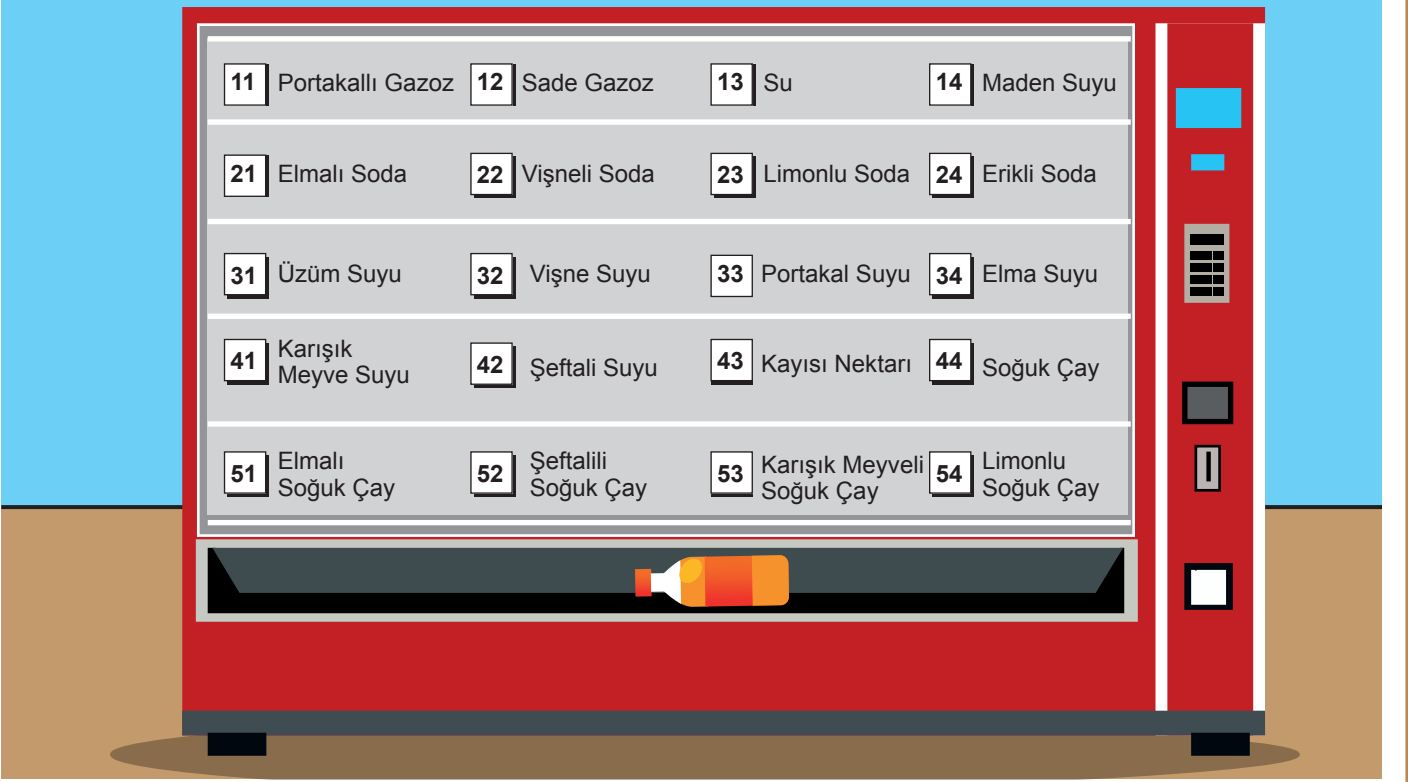 11 Portakallı Gazoz 12 Sade Gazoz 13 Su 14 Maden Suyu
21 Elmalı Soda 22 Vişneli Soda 23 Limonlu Soda 24 Erikli Soda
31 Üzüm Suyu 32 Vişne Suyu 33 Portakal Suyu 34 Elma Suyu
41 Karışık
Meyve Suyu
42 Şeftali Suyu
43 Kayısı Nektarı
44 Soğuk Çay
51 Elmalı
Soğuk Çay
52 Şeftalili
Soğuk Çay
53 Karışık Meyveli
Soğuk Çay
54 Limonlu
Soğuk Çay